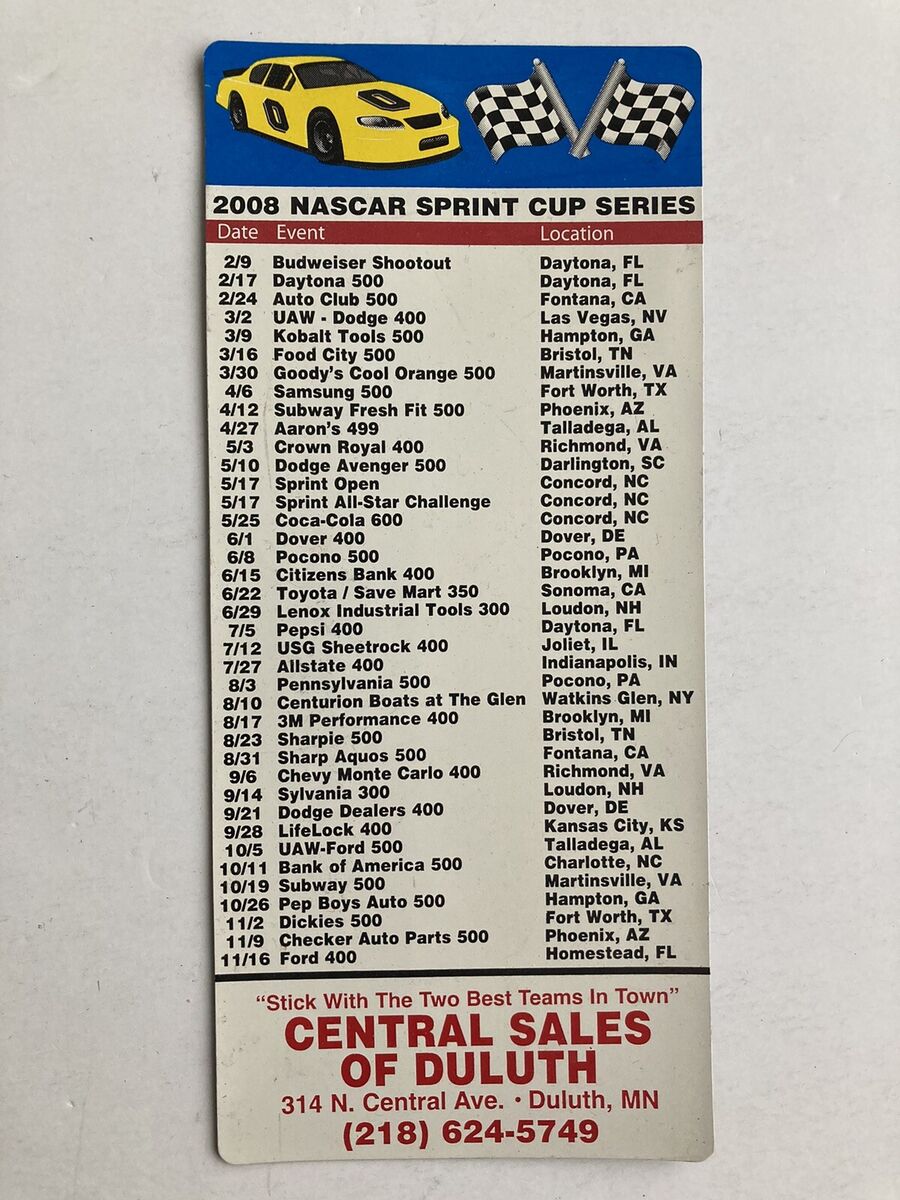 0 0
2008 NASCAR SPRINT CUP SERIES
Date Event Location
2/9 Budweiser Shootout Daytona, FL
2/17 Daytona 500 Daytona, FL
2/24 Auto Club 500 Fontana, CA
3/2 UAW - Dodge 400 Las Vegas, NV
3/9 Kobalt Tools 500 Hampton, GA
3/16 Food City 500 Bristol, TN
3/30 Goody's Cool Orange 500 Martinsville, VA
4/6 Samsung 500 Fort Worth, TX
4/12 Subway Fresh Fit 500 Phoenix, AZ
4/27 Aaron's 499 Talladega, AL
5/3 Crown Royal 400 Richmond, VA
5/10 Dodge Avenger 500 Darlington, SC
5/17 Sprint Open Concord, NC
5/17 Sprint All-Star Challenge Concord, NC
5/25 Coca-Cola 600 Concord, NC
6/1 Dover 400 Dover, DE
6/8 Pocono 500 Pocono, PA
6/15 Citizens Bank 400 Brooklyn, MI
6/22 Toyota / Save Mart 350 Sonoma, CA
6/29 Lenox Industrial Tools 300 Loudon, NH
7/5 Pepsi 400 Daytona, FL
7/12 USG Sheetrock 400 Joliet, IL
7/27 Allstate 400 Indianapolis, IN
8/3 Pennsylvania 500 Pocono, PA
8/10 Centurion Boats at The Glen Watkins Glen, NY
8/17 3M Performance 400 Brooklyn, MI
8/23 Sharpie 500 Bristol, TN
8/31 Sharp Aquos 500 Fontana, CA
9/6 Chevy Monte Carlo 400 Richmond, VA
9/14 Sylvania 300 Loudon, NH
9/21 Dodge Dealers 400 Dover, DE
9/28 LifeLock 400 Kansas City, KS
10/5 UAW-Ford 500 Talladega, AL
10/11 Bank of America 500 Charlotte, NC
10/19 Subway 500 Martinsville, VA
10/26 Pep Boys Auto 500 Hampton, GA
11/2 Dickies 500 Fort Worth, TX
11/9 Checker Auto Parts 500 Phoenix, AZ
11/16 Ford 400 Homestead, FL
"Stick With The Two Best Teams In Town"
CENTRAL SALES
OF DULUTH
314 N. Central Ave. • Duluth, MN
(218) 624-5749